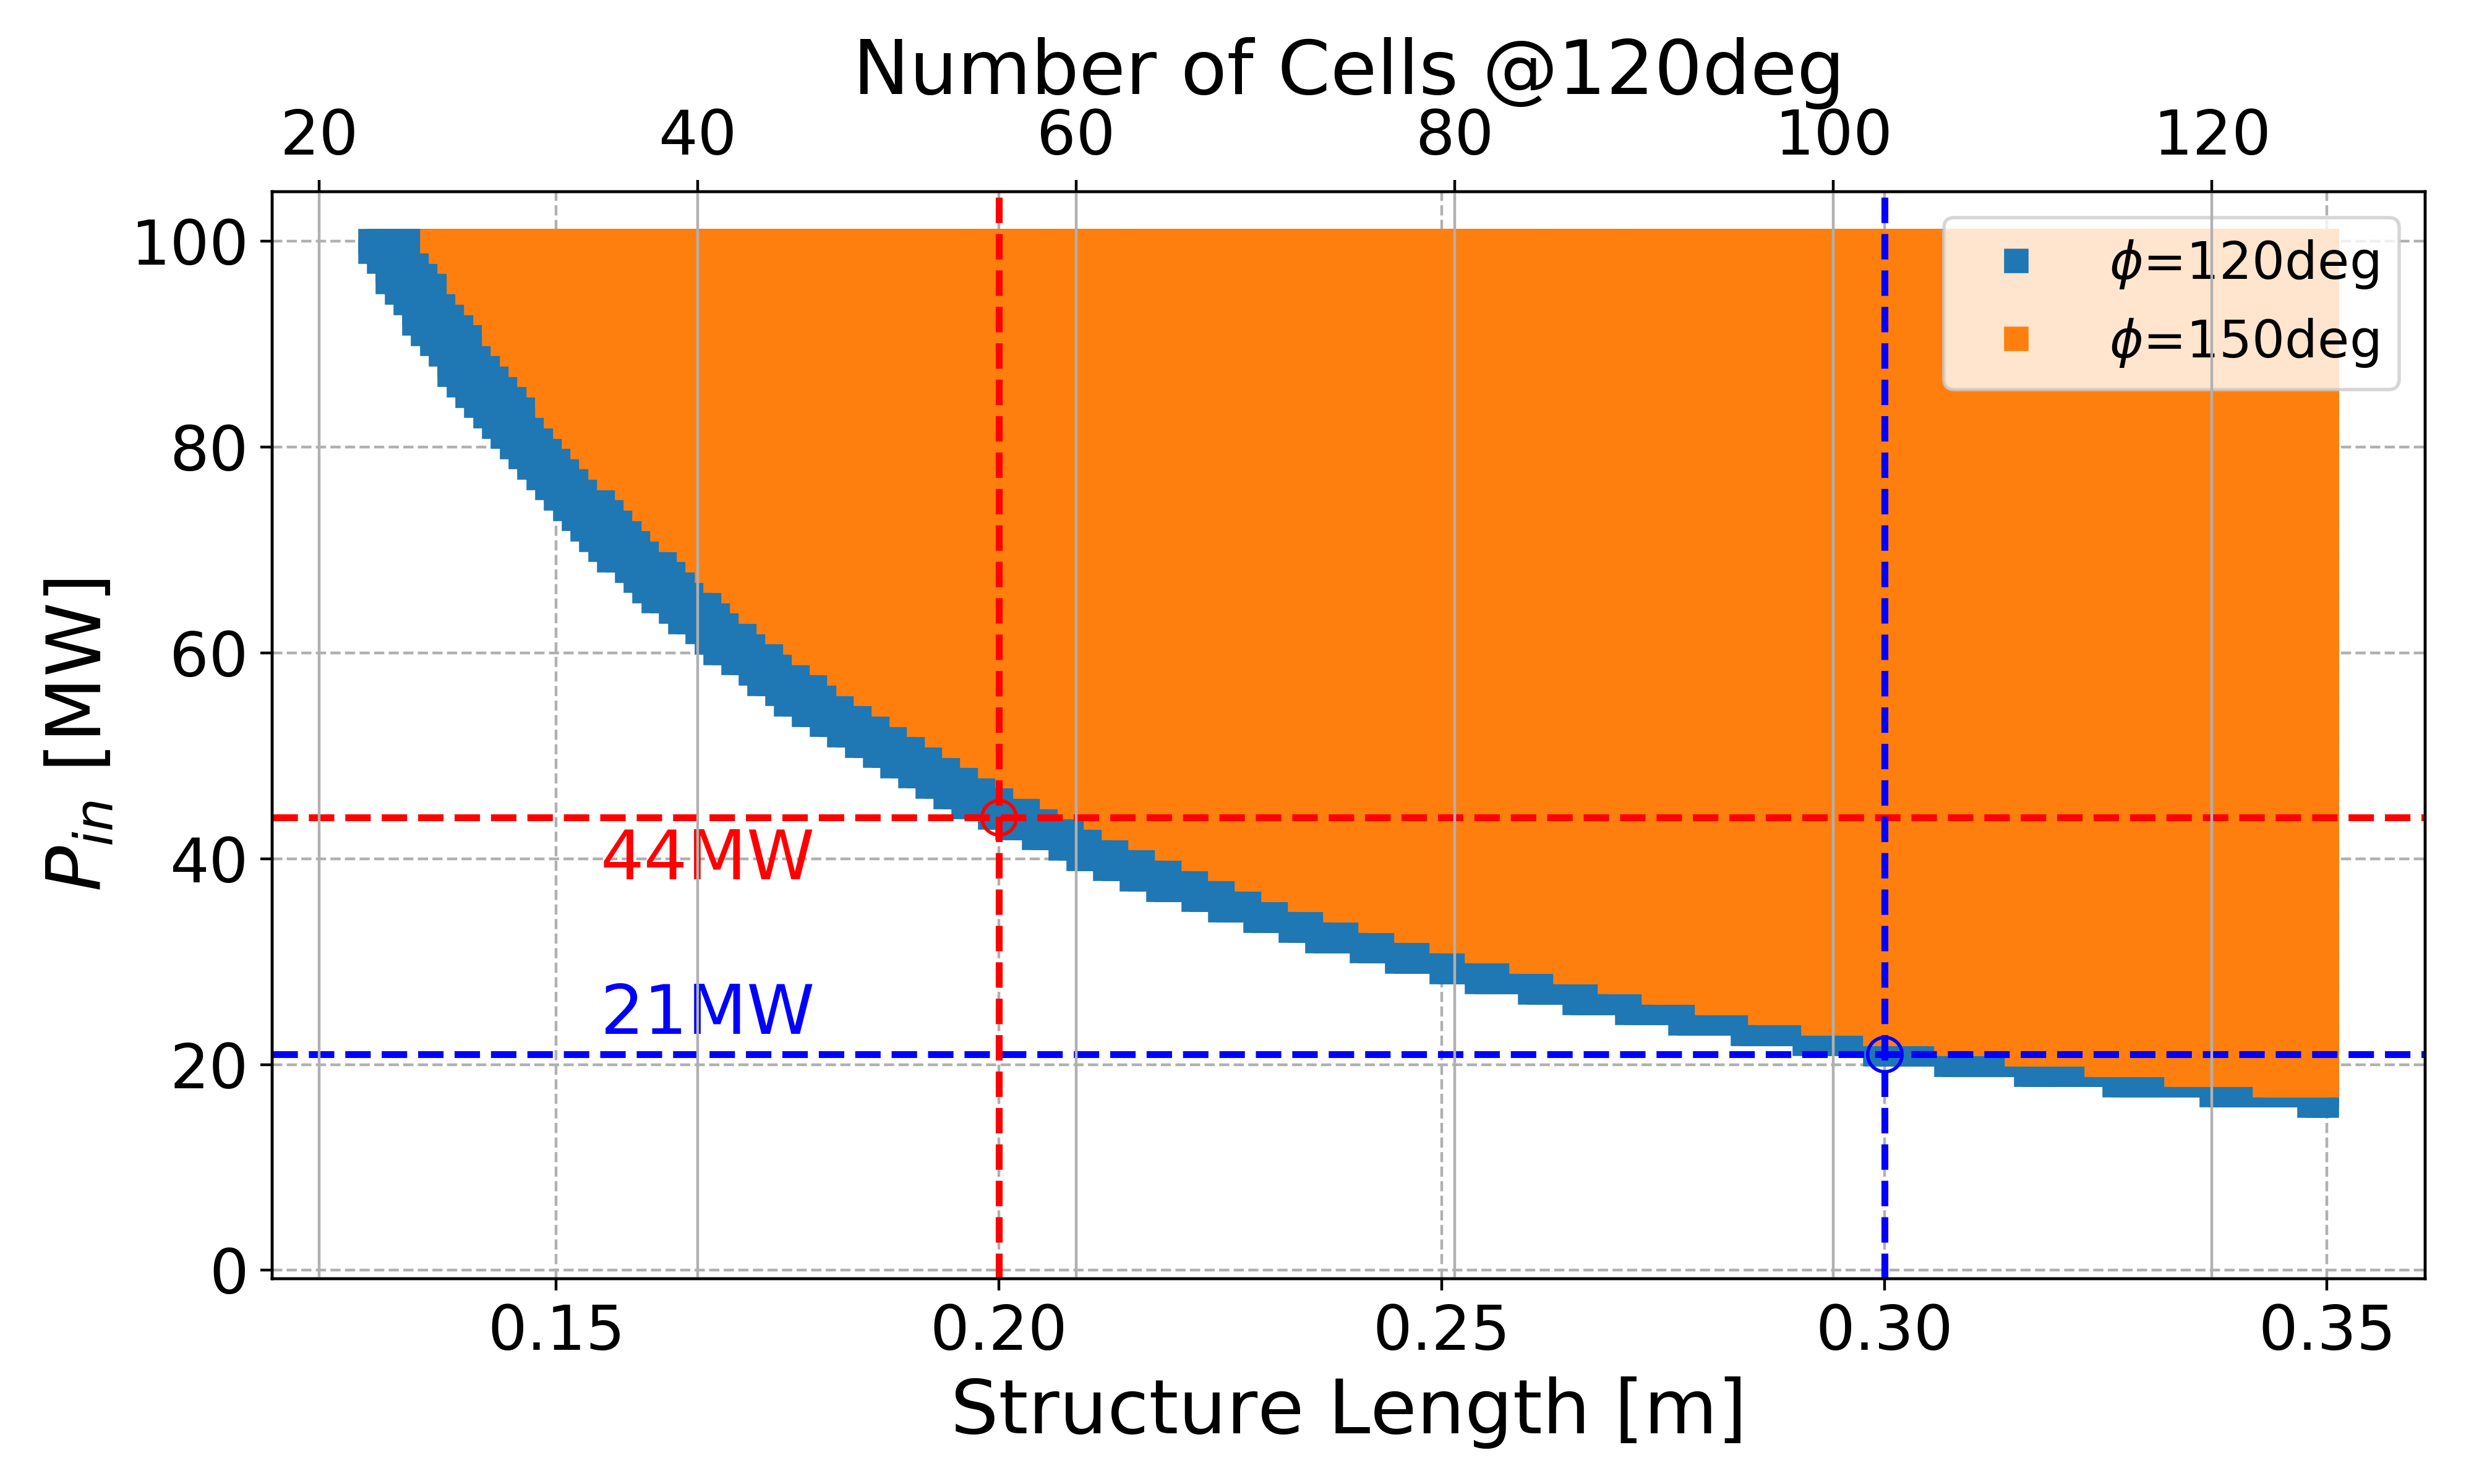 Number of Cells @120deg
20 40 60 80 100 120
100
80
60
40
20
0
P_in [MW]
ϕ=120deg
ϕ=150deg
44MW
21MW
0.15 0.20 0.25 0.30 0.35
Structure Length [m]